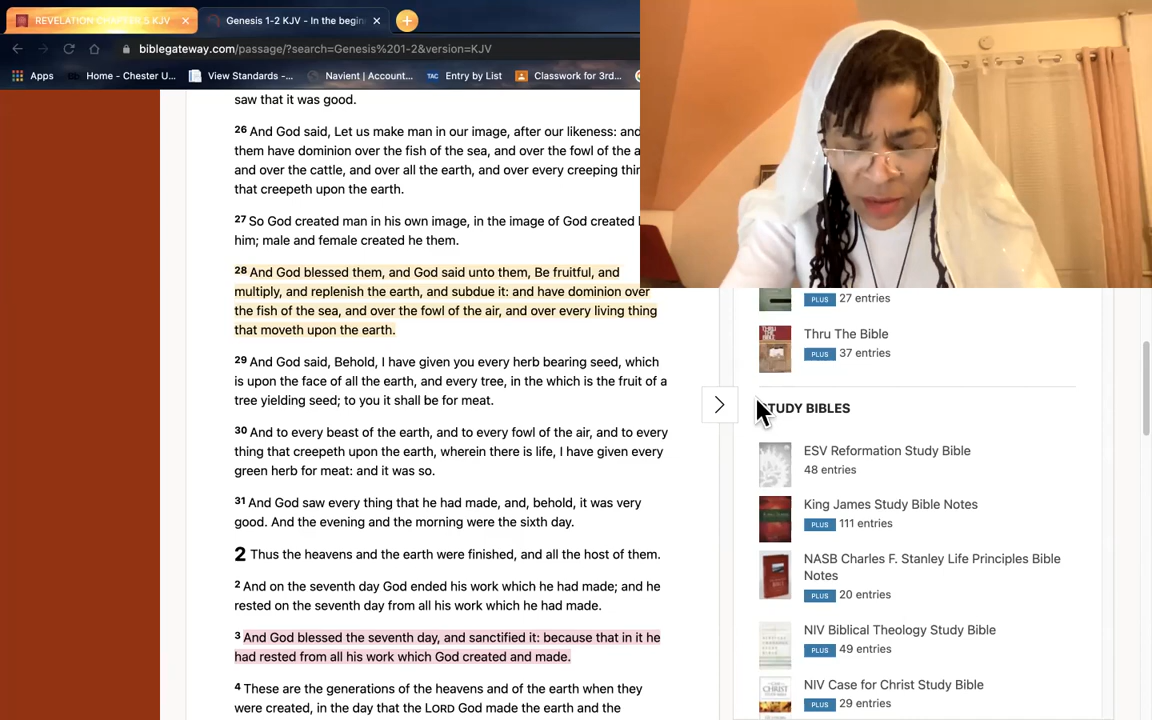 REVELATION CHAPTER 5 KJV
Genesis 1-2 KJV - In the begin
biblegateway.com/passage/?search=Genesis%201-2&version=KJV
Apps
Home - Chester U...
View Standards -...
Navient | Account...
TAC Entry by List
Classwork for 3rd...
saw that it was good.
26 And God said, Let us make man in our image, after our likeness: and
them have dominion over the fish of the sea, and over the fowl of the a
and over the cattle, and over all the earth, and over every creeping thin
that creepeth upon the earth.
27 So God created man in his own image, in the image of God created
him; male and female created he them.
28 And God blessed them, and God said unto them, Be fruitful, and
multiply, and replenish the earth, and subdue it: and have dominion over
the fish of the sea, and over the fowl of the air, and over every living thing
that moveth upon the earth.
29 And God said, Behold, I have given you every herb bearing seed, which
is upon the face of all the earth, and every tree, in the which is the fruit of a
tree yielding seed; to you it shall be for meat.
30 And to every beast of the earth, and to every fowl of the air, and to every
thing that creepeth upon the earth, wherein there is life, I have given every
green herb for meat: and it was so.
31 And God saw every thing that he had made, and, behold, it was very
good. And the evening and the morning were the sixth day.
2 Thus the heavens and the earth were finished, and all the host of them.
2 And on the seventh day God ended his work which he had made; and he
rested on the seventh day from all his work which he had made.
3 And God blessed the seventh day, and sanctified it: because that in it he
had rested from all his work which God created and made.
4 These are the generations of the heavens and of the earth when they
were created, in the day that the LORD God made the earth and the
PLUS 27 entries
Thru The Bible
PLUS 37 entries
STUDY BIBLES
ESV Reformation Study Bible
48 entries
King James Study Bible Notes
PLUS 111 entries
NASB Charles F. Stanley Life Principles Bible
Notes
PLUS 20 entries
NIV Biblical Theology Study Bible
PLUS 49 entries
NIV Case for Christ Study Bible
PLUS 29 entries